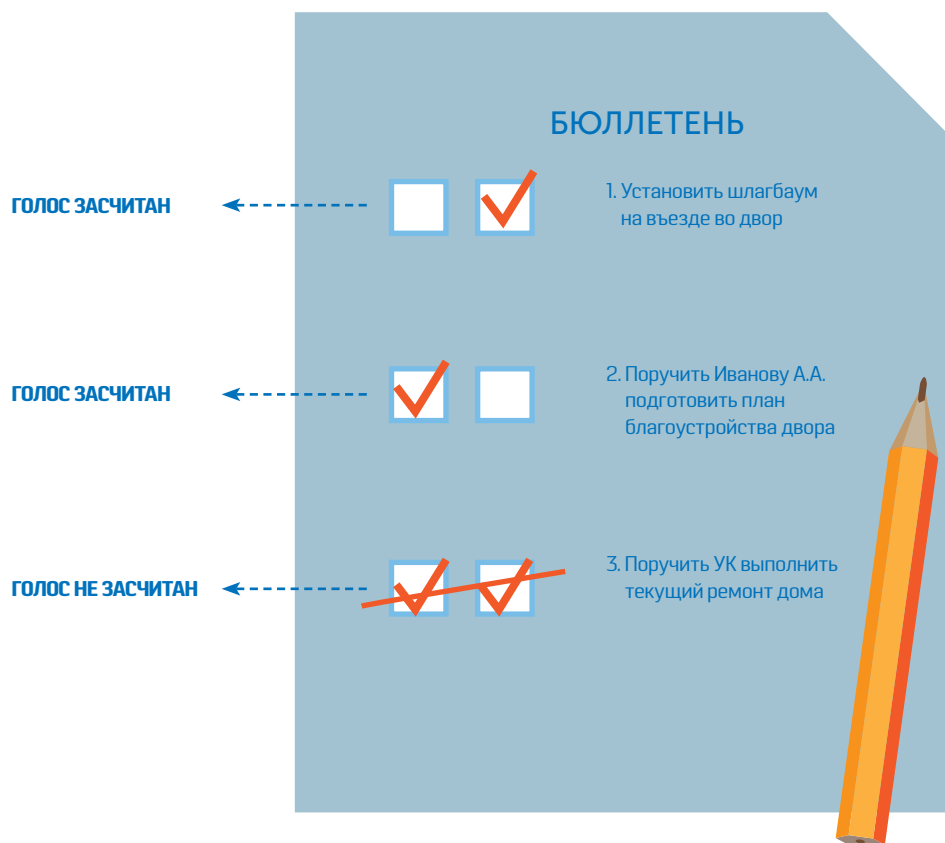 БЮЛЛЕТЕНЬ
ГОЛОС ЗАСЧИТАН
1. Установить шлагбаум
на въезде во двор
ГОЛОС ЗАСЧИТАН
2. Поручить Иванову А.А.
подготовить план
благоустройства двора
ГОЛОС НЕ ЗАСЧИТАН
3. Поручить УК выполнить
текущий ремонт дома